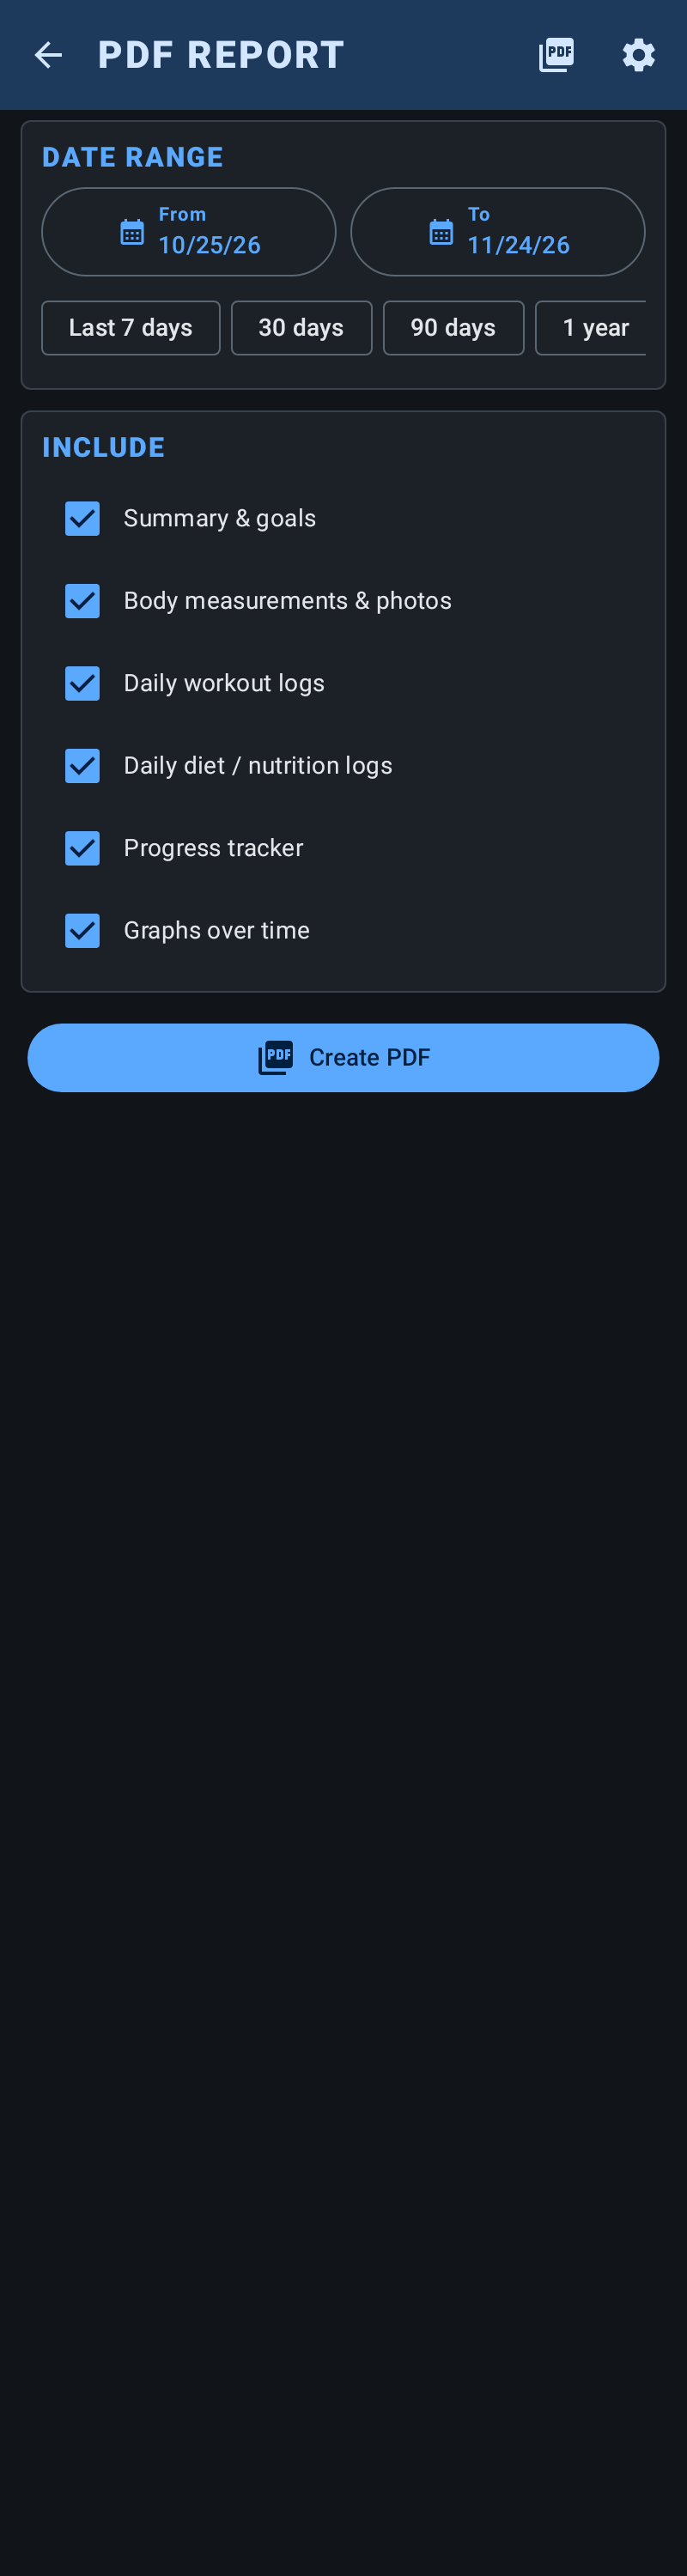 PDF REPORT
PDF
DATE RANGE
From
10/25/26
To
11/24/26
Last 7 days
30 days
90 days
1 year
INCLUDE
Summary & goals
Body measurements & photos
Daily workout logs
Daily diet / nutrition logs
Progress tracker
Graphs over time
PDF
Create PDF